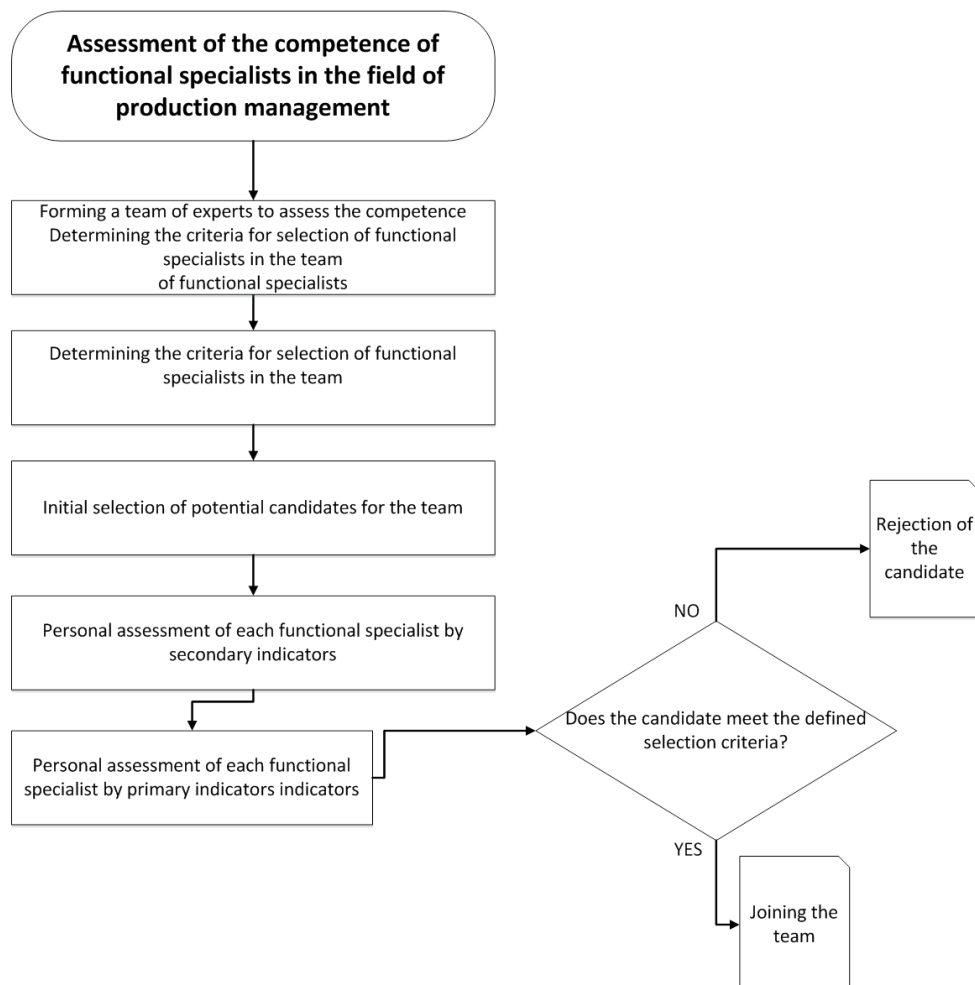 Assessment of the competence of
functional specialists in the field of
production management
Forming a team of experts to assess the competence
Determining the criteria for selection of functional
specialists in the team
of functional specialists
Determining the criteria for selection of functional
specialists in the team
Initial selection of potential candidates for the team
Personal assessment of each functional specialist by
secondary indicators
Personal assessment of each functional
specialist by primary indicators indicators
Does the candidate meet the defined
selection criteria?
NO
Rejection of
the
candidate
YES
Joining the
team